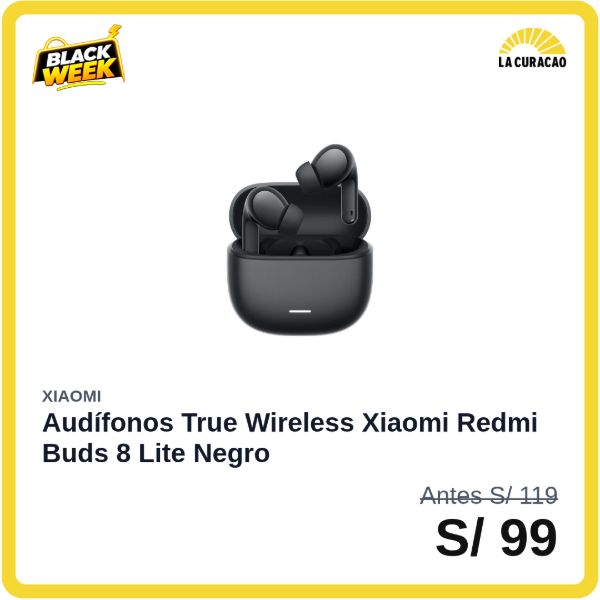 BLACK
WEEK
LA CURACAO
XIAOMI
Audífonos True Wireless Xiaomi Redmi
Buds 8 Lite Negro
Antes S/ 119
S/ 99